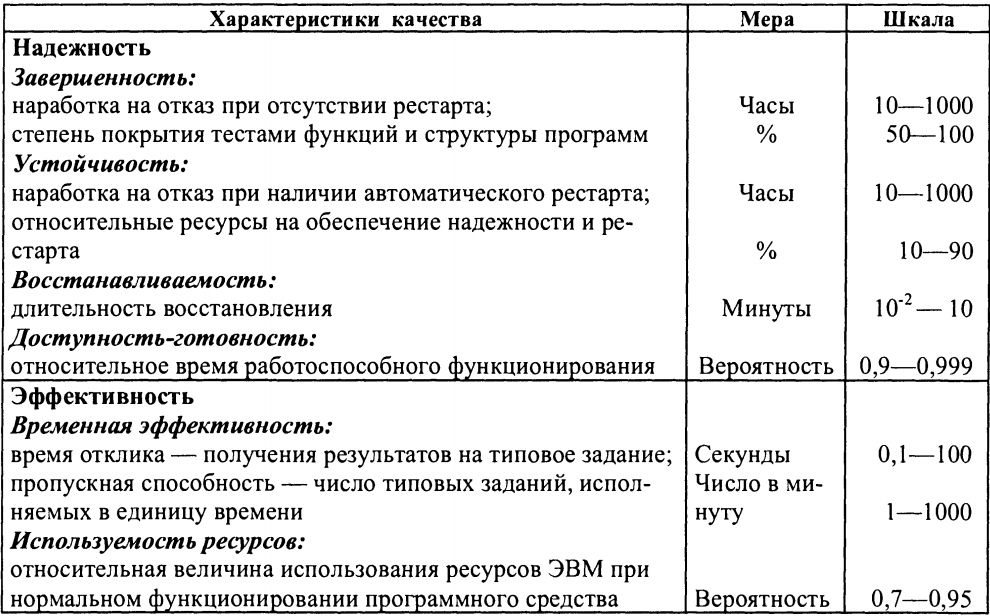 Характеристики качества Мера Шкала
Надежность
Завершенность:
наработка на отказ при отсутствии рестарта; Часы 10—1000
степень покрытия тестами функций и структуры программ % 50—100
Устойчивость:
наработка на отказ при наличии автоматического рестарта; Часы 10—1000
относительные ресурсы на обеспечение надежности и ре-
старта % 10—90
Восстанавливаемость:
длительность восстановления Минуты 10⁻² — 10
Доступность-готовность:
относительное время работоспособного функционирования Вероятность 0,9—0,999
Эффективность
Временная эффективность:
время отклика — получения результатов на типовое задание; Секунды 0,1—100
пропускная способность — число типовых заданий, испол- Число в ми-
няемых в единицу времени нуту 1—1000
Используемость ресурсов:
относительная величина использования ресурсов ЭВМ при
нормальном функционировании программного средства Вероятность 0,7—0,95